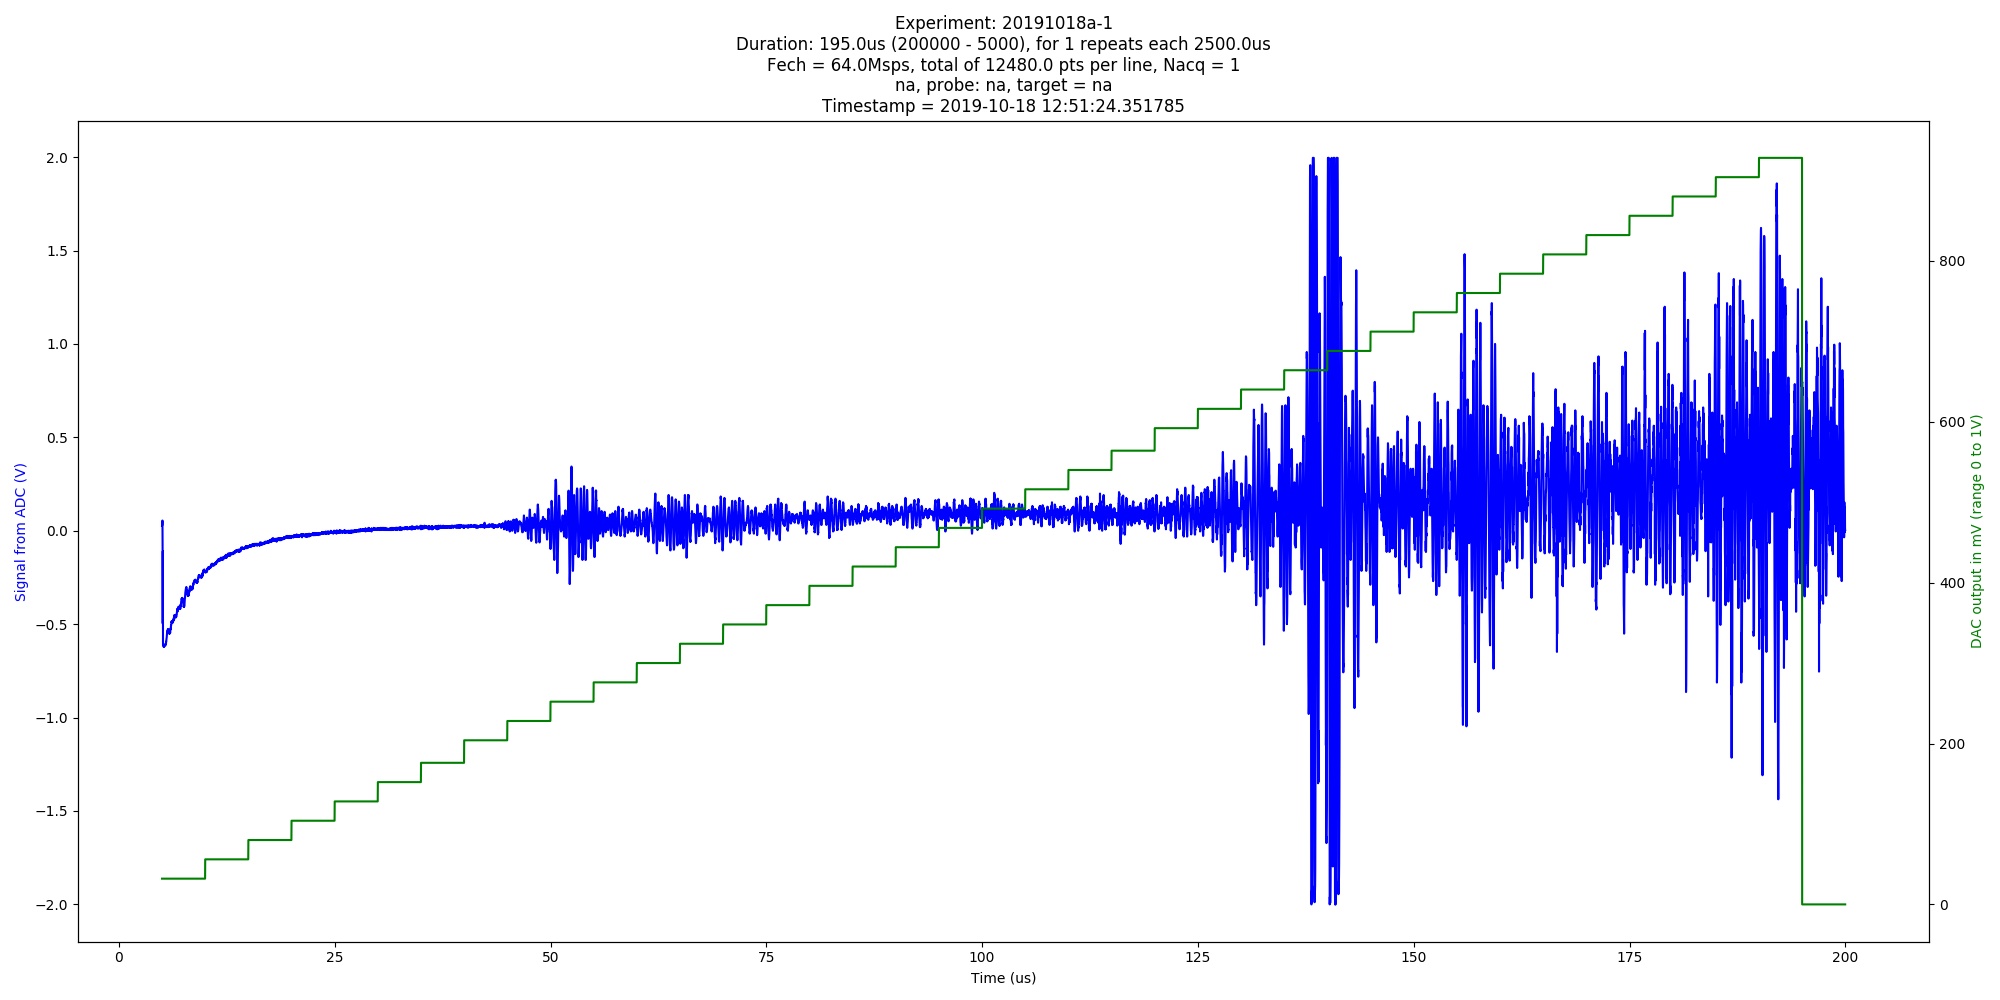 Experiment: 20191018a-1
Duration: 195.0us (200000 - 5000), for 1 repeats each 2500.0us
Fech = 64.0Msps, total of 12480.0 pts per line, Nacq = 1
na, probe: na, target = na
Timestamp = 2019-10-18 12:51:24.351785
2.0
1.5
1.0
0.5
0.0
−0.5
−1.0
−1.5
−2.0
Signal from ADC (V)
800
600
400
200
0
DAC output in mV (range 0 to 1V)
0 25 50 75 100 125 150 175 200
Time (us)